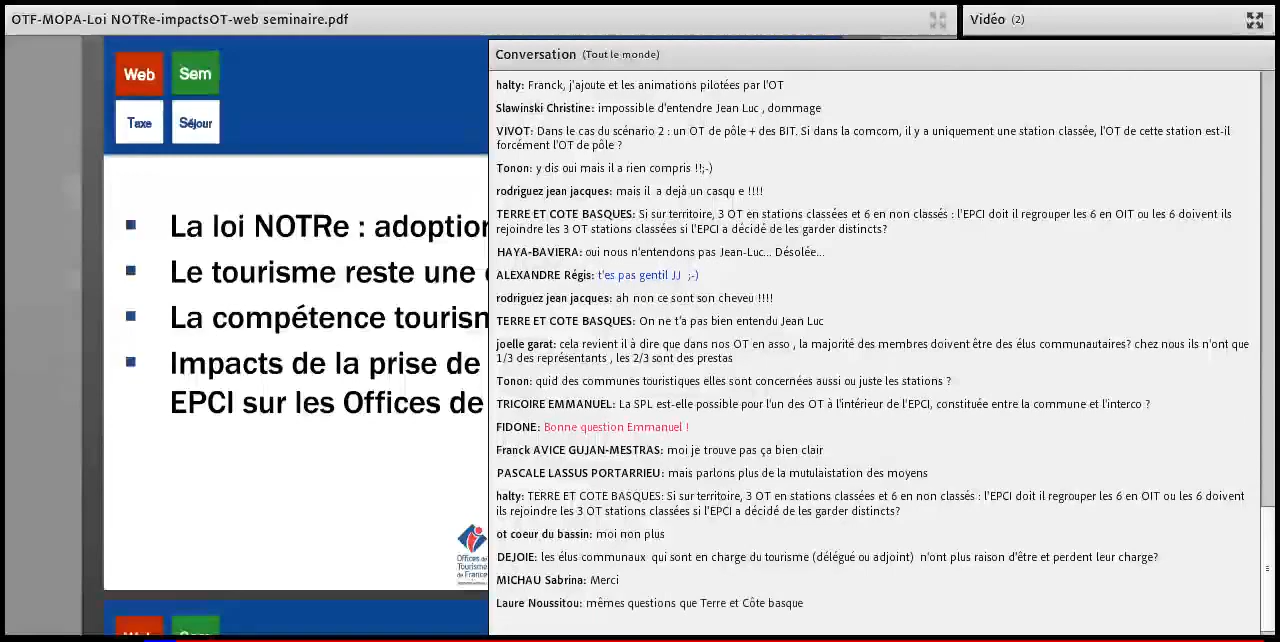 OTF-MOPA-Loi NOTRe-impactsOT-web seminaire.pdf
Vidéo (2)
Web
Sem
Taxe
Séjour
La loi NOTRe : adoption
Le tourisme reste une
La compétence tourism
Impacts de la prise de
EPCI sur les Offices de
Offices de
Tourisme
de France
Conversation (Tout le monde)
halty: Franck, j'ajoute et les animations pilotées par l'OT
Slawinski Christine: impossible d'entendre Jean Luc , dommage
VIVOT: Dans le cas du scénario 2 : un OT de pôle + des BIT. Si dans la comcom, il y a uniquement une station classée, l'OT de cette station est-il
forcément l'OT de pôle ?
Tonon: y dis oui mais il a rien compris !!;-)
rodriguez jean jacques: mais il  a dejà un casqu e !!!!
TERRE ET COTE BASQUES: Si sur territoire, 3 OT en stations classées et 6 en non classés : l'EPCI doit il regrouper les 6 en OIT ou les 6 doivent ils
rejoindre les 3 OT stations classées si l'EPCI a décidé de les garder distincts?
HAYA-BAVIERA: oui nous n'entendons pas Jean-Luc... Désolée...
ALEXANDRE Régis: t'es pas gentil JJ  ;-)
rodriguez jean jacques: ah non ce sont son cheveu !!!!
TERRE ET COTE BASQUES: On ne t'a pas bien entendu Jean Luc
joelle garat: cela revient il à dire que dans nos OT en asso , la majorité des membres doivent être des élus communautaires? chez nous ils n'ont que
1/3 des représentants , les 2/3 sont des prestas
Tonon: quid des communes touristiques elles sont concernées aussi ou juste les stations ?
TRICOIRE EMMANUEL: La SPL est-elle possible pour l'un des OT à l'intérieur de l'EPCI, constituée entre la commune et l'interco ?
FIDONE: Bonne question Emmanuel !
Franck AVICE GUJAN-MESTRAS: moi je trouve pas ça bien clair
PASCALE LASSUS PORTARRIEU: mais parlons plus de la mutulaistation des moyens
halty: TERRE ET COTE BASQUES: Si sur territoire, 3 OT en stations classées et 6 en non classés : l'EPCI doit il regrouper les 6 en OIT ou les 6 doivent
ils rejoindre les 3 OT stations classées si l'EPCI a décidé de les garder distincts?
ot coeur du bassin: moi non plus
DEJOIE: les élus communaux  qui sont en charge du tourisme (délégué ou adjoint)  n'ont plus raison d'être et perdent leur charge?
MICHAU Sabrina: Merci
Laure Noussitou: mêmes questions que Terre et Côte basque